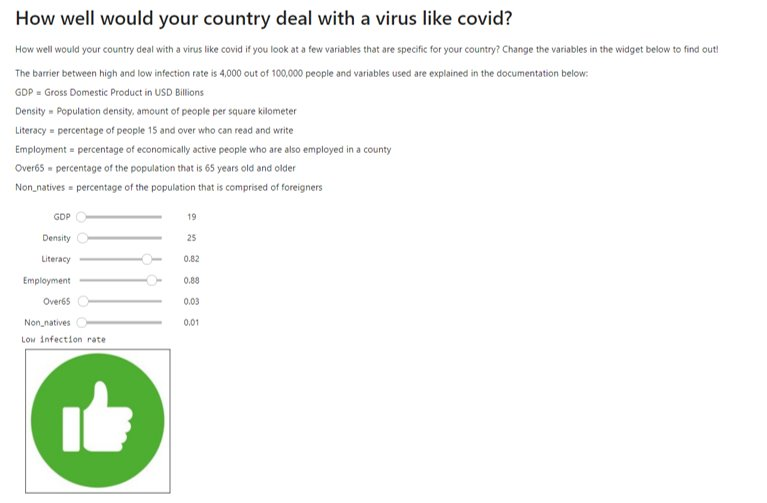 How well would your country deal with a virus like covid?
How well would your country deal with a virus like covid if you look at a few variables that are specific for your country? Change the variables in the widget below to find out!
The barrier between high and low infection rate is 4,000 out of 100,000 people and variables used are explained in the documentation below:
GDP = Gross Domestic Product in USD Billions
Density = Population density, amount of people per square kilometer
Literacy = percentage of people 15 and over who can read and write
Employment = percentage of economically active people who are also employed in a county
Over65 = percentage of the population that is 65 years old and older
Non_natives = percentage of the population that is comprised of foreigners
GDP 19
Density 25
Literacy 0.82
Employment 0.88
Over65 0.03
Non_natives 0.01
Low infection rate